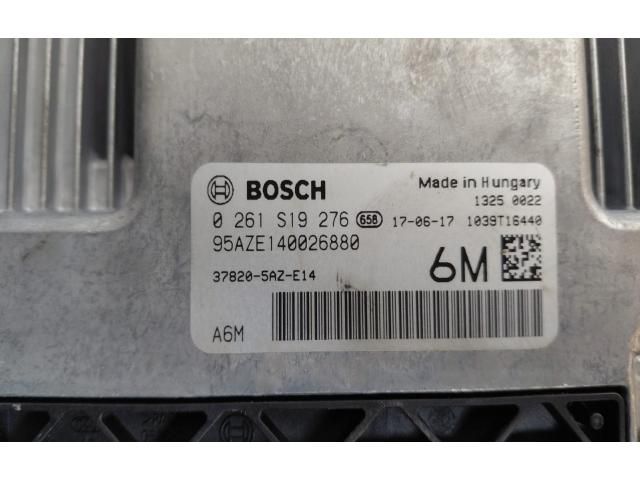 BOSCH Made in Hungary
1325 0022
0 261 S19 276 658 17-06-17 1039T16440
95AZE140026880
6M
37820-5AZ-E14
A6M